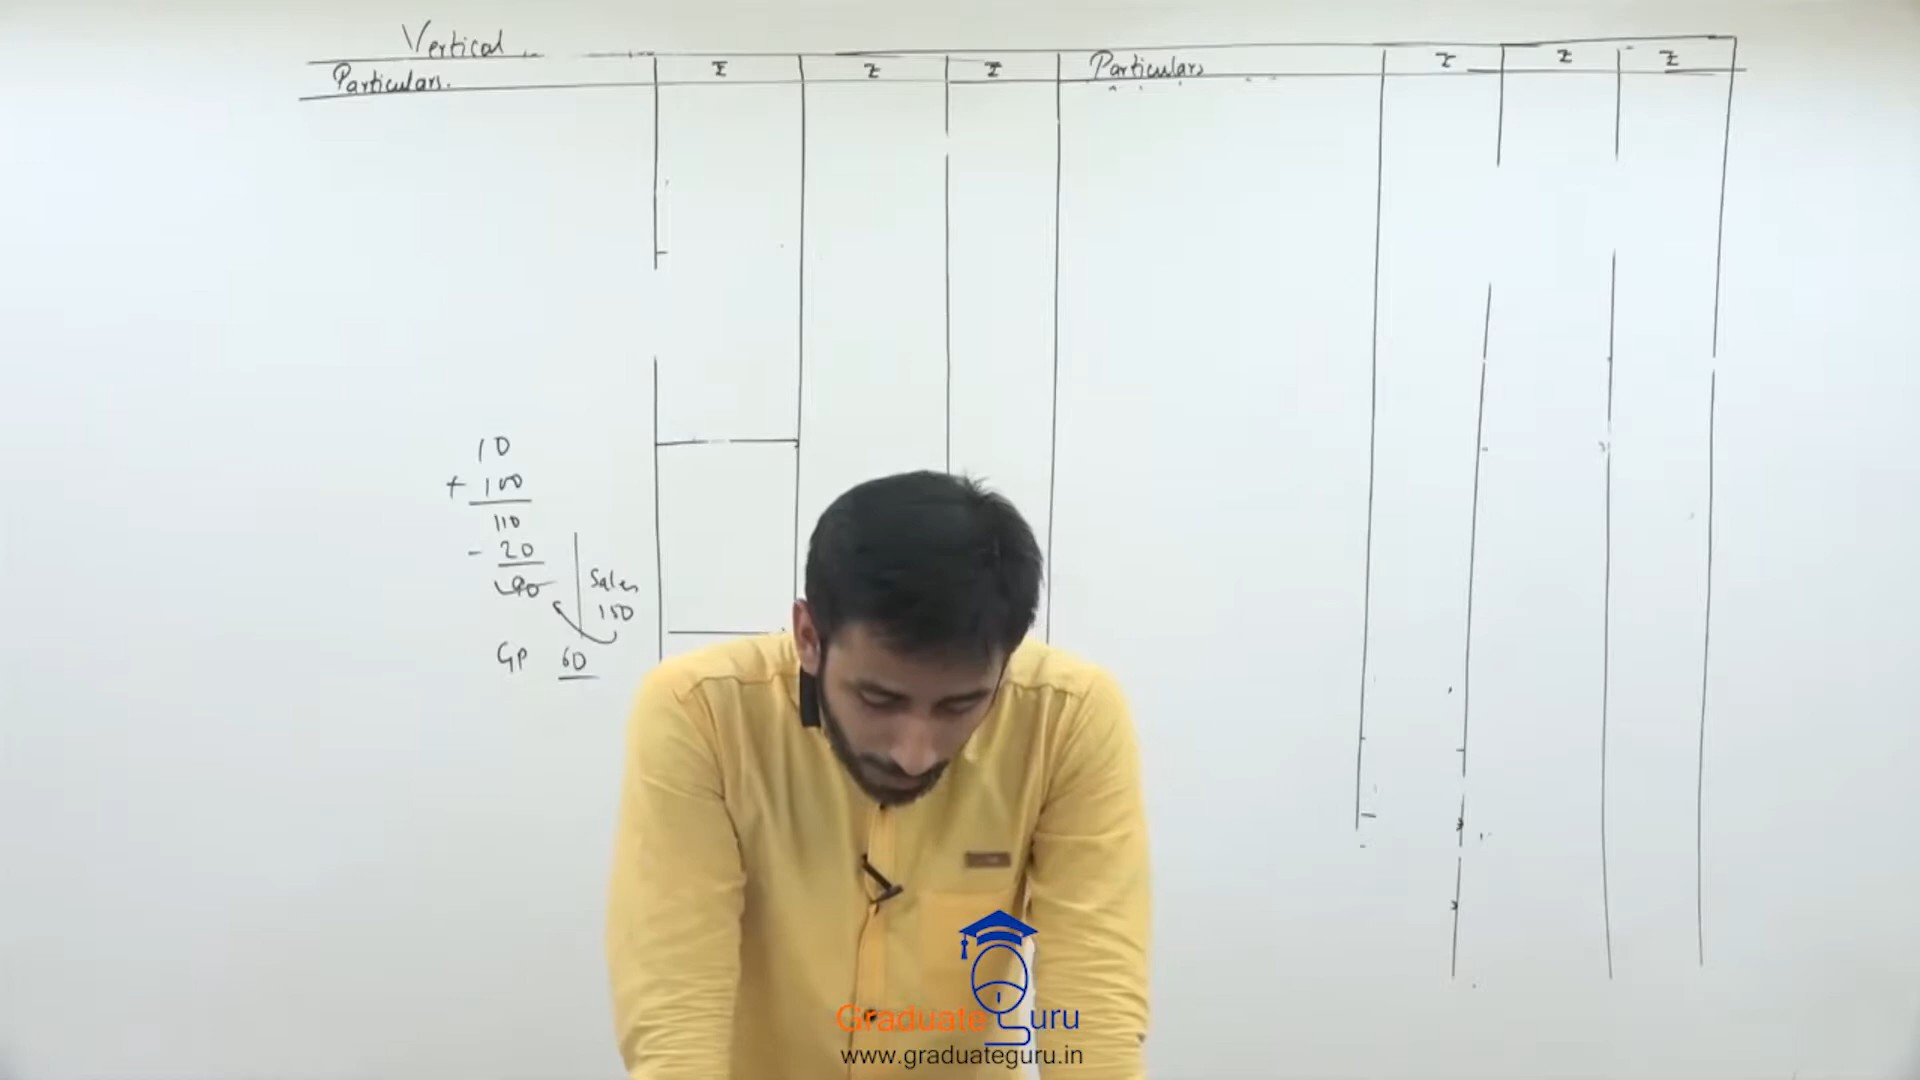 Vertical
Particulars. ₹ ₹ ₹ Particulars ₹ ₹ ₹
10
+ 100
110
- 20
90
Sales
150
GP 60
Graduate Guru
www.graduateguru.in